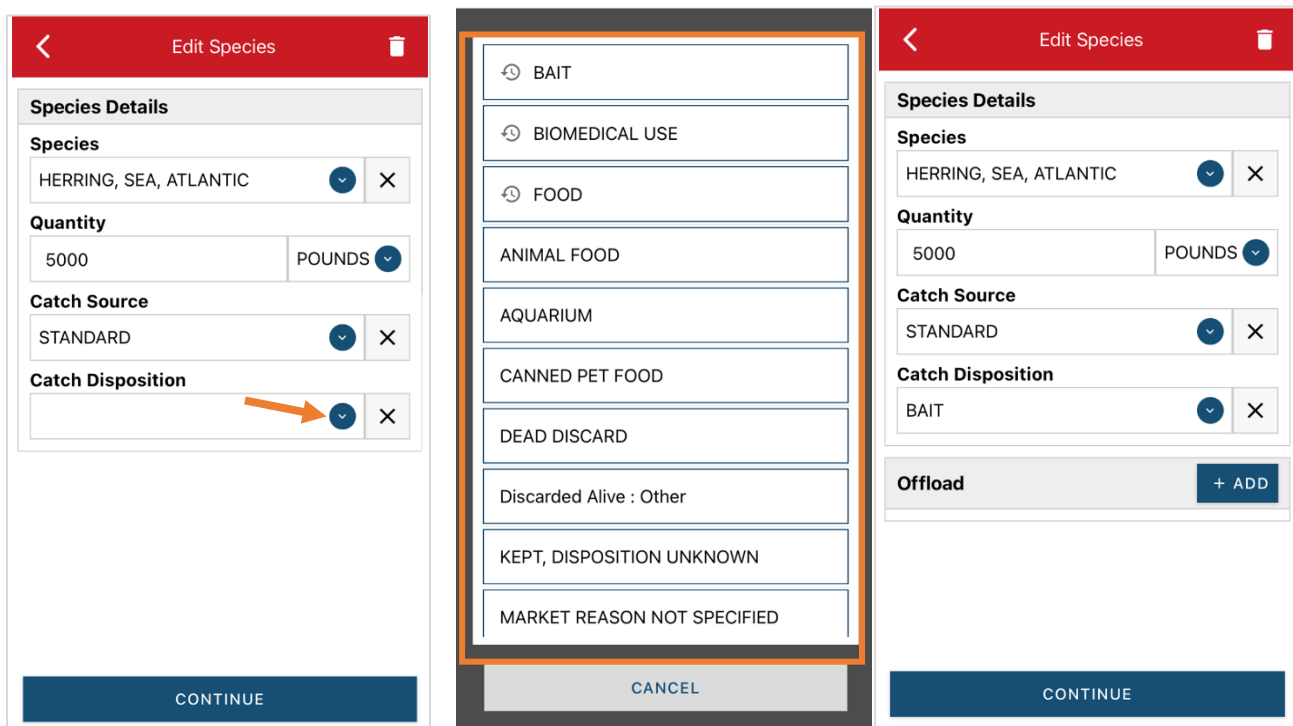 Edit Species
Species Details
Species
HERRING, SEA, ATLANTIC
Quantity
5000 POUNDS
Catch Source
STANDARD
Catch Disposition
CONTINUE
BAIT
BIOMEDICAL USE
FOOD
ANIMAL FOOD
AQUARIUM
CANNED PET FOOD
DEAD DISCARD
Discarded Alive : Other
KEPT, DISPOSITION UNKNOWN
MARKET REASON NOT SPECIFIED
CANCEL
Edit Species
Species Details
Species
HERRING, SEA, ATLANTIC
Quantity
5000 POUNDS
Catch Source
STANDARD
Catch Disposition
BAIT
Offload + ADD
CONTINUE